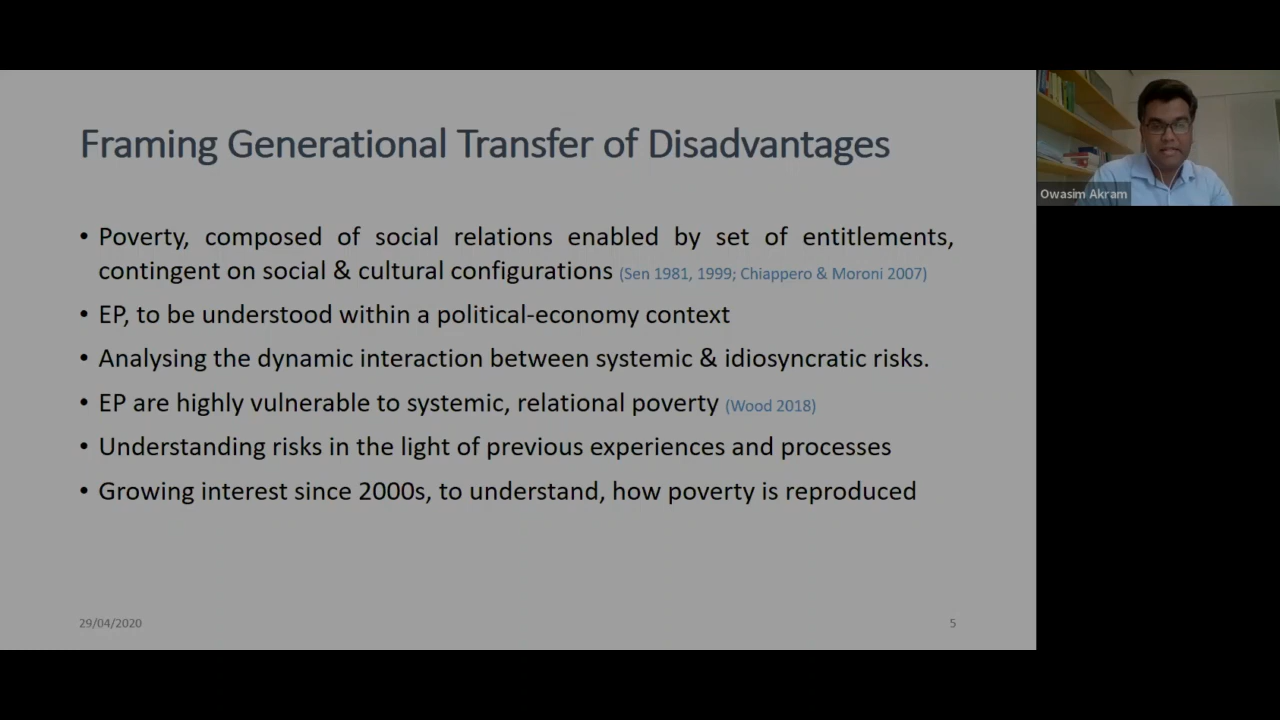 Framing Generational Transfer of Disadvantages
• Poverty, composed of social relations enabled by set of entitlements,
contingent on social & cultural configurations (Sen 1981, 1999; Chiappero & Moroni 2007)
• EP, to be understood within a political-economy context
• Analysing the dynamic interaction between systemic & idiosyncratic risks.
• EP are highly vulnerable to systemic, relational poverty (Wood 2018)
• Understanding risks in the light of previous experiences and processes
• Growing interest since 2000s, to understand, how poverty is reproduced
29/04/2020
5
Owasim Akram